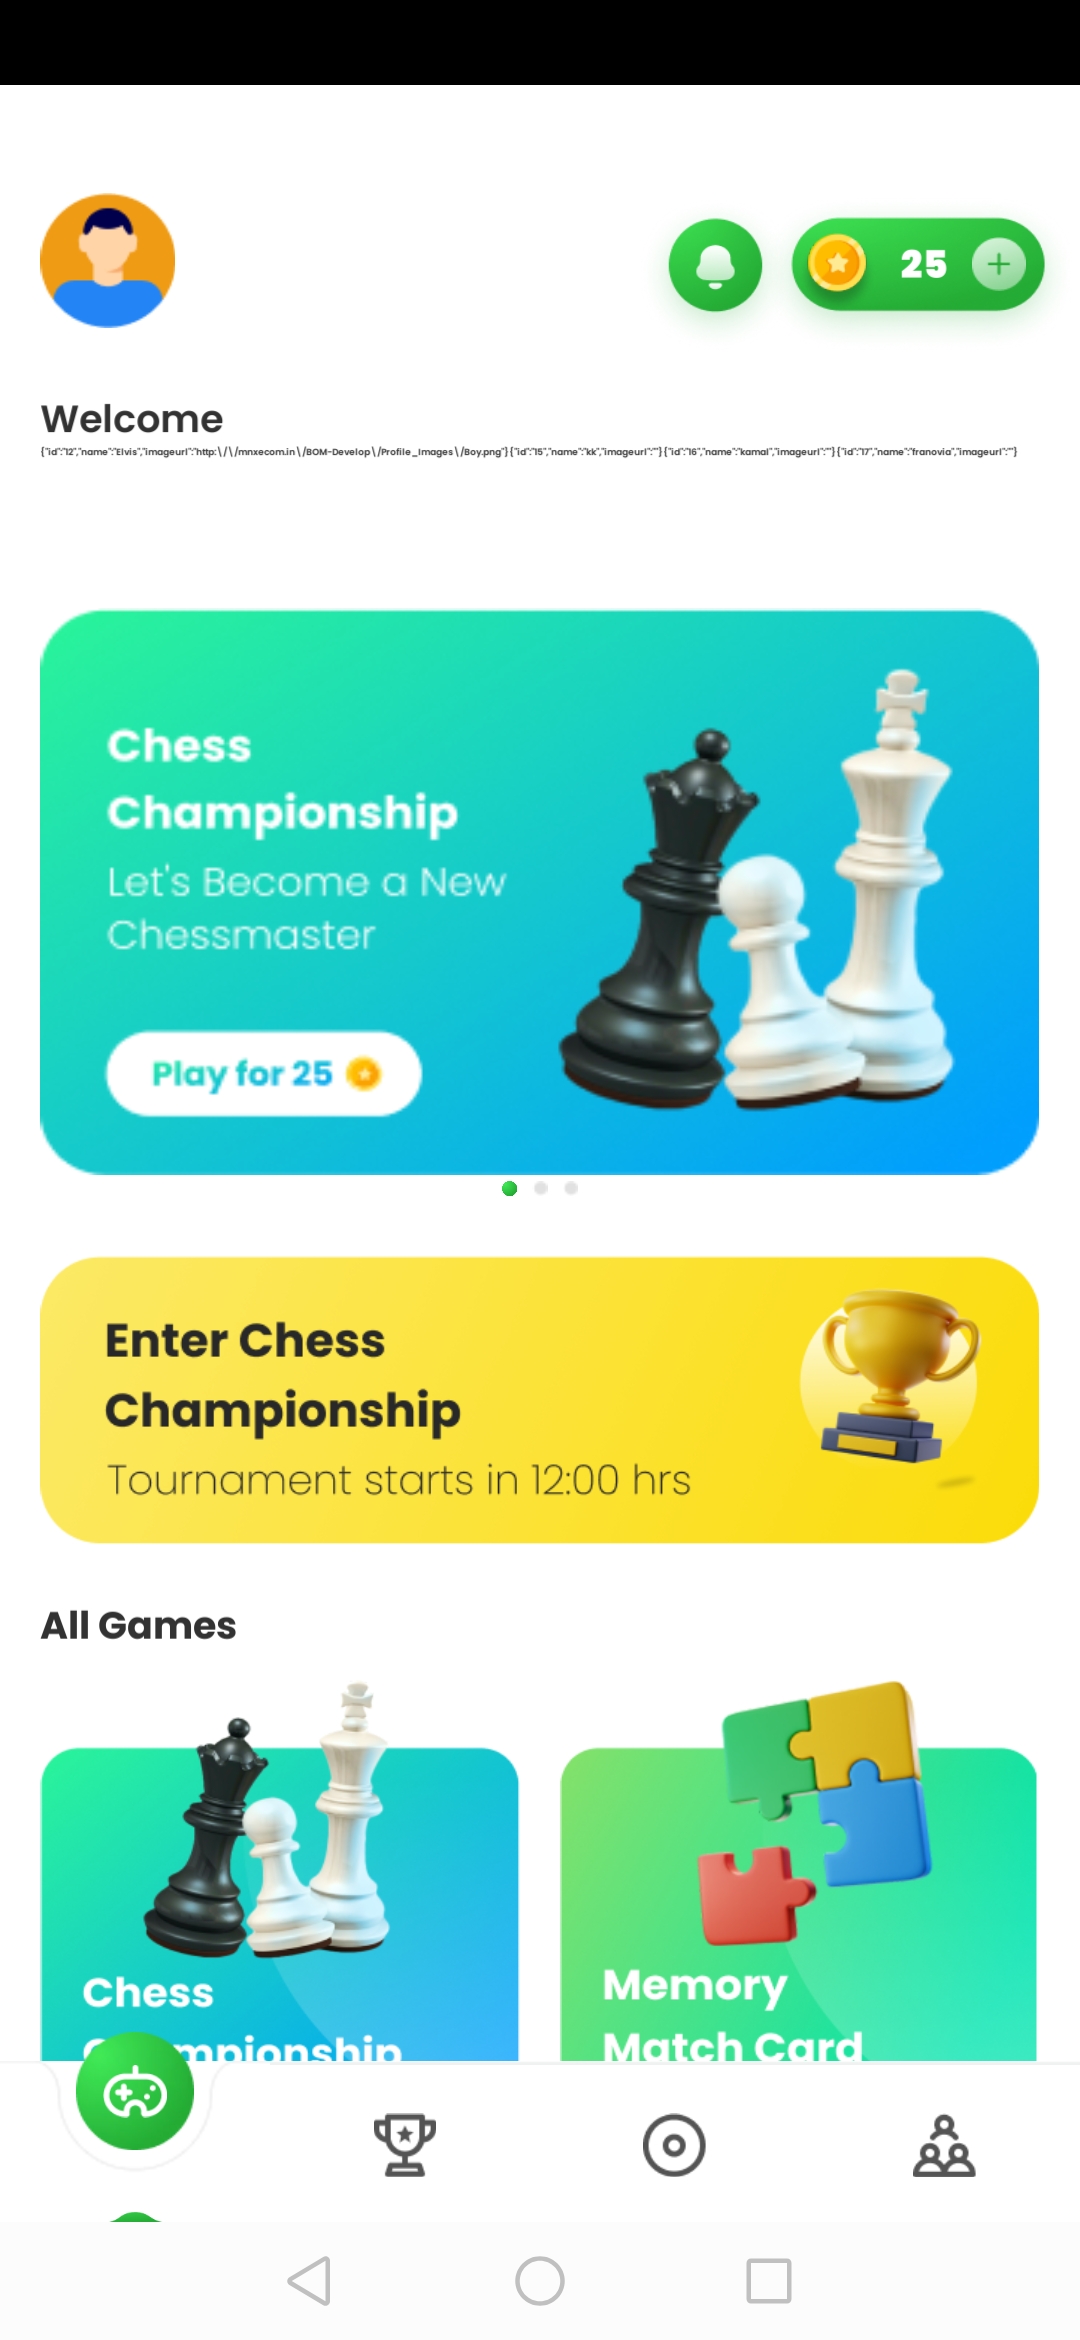 25
Welcome
{"id":"12","name":"Elvis","imageurl":"http:\/\/mnxecom.in\/BOM-Develop\/Profile_Images\/Boy.png"}{"id":"15","name":"kk","imageurl":""}{"id":"16","name":"kamal","imageurl":""}{"id":"17","name":"franovia","imageurl":""}
Chess
Championship
Let's Become a New
Chessmaster
Play for 25
Enter Chess
Championship
Tournament starts in 12:00 hrs
All Games
Chess
Championship
Memory
Match Card